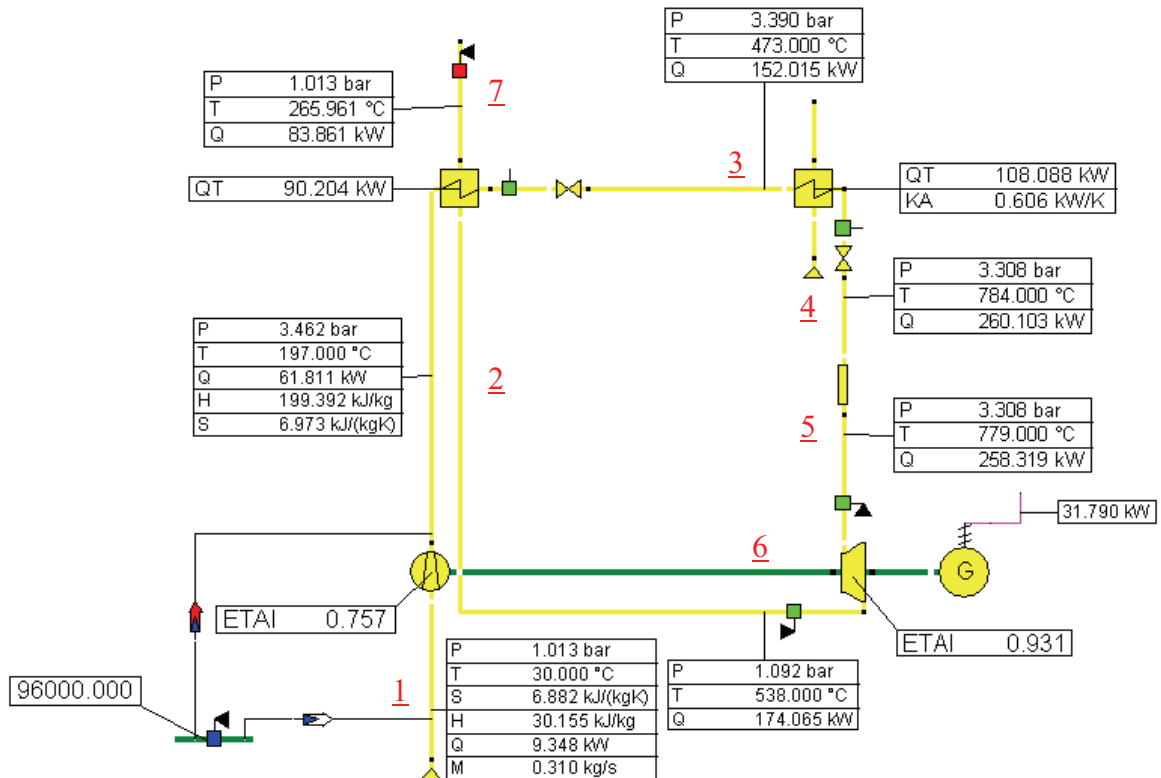 P 3.390 bar
T 473.000 °C
Q 152.015 kW
P 1.013 bar
T 265.961 °C
Q 83.861 kW
7
3
QT 90.204 kW
QT 108.088 kW
KA 0.606 kW/K
P 3.308 bar
T 784.000 °C
Q 260.103 kW
4
P 3.462 bar
T 197.000 °C
Q 61.811 kW
H 199.392 kJ/kg
S 6.973 kJ/(kgK)
2
P 3.308 bar
T 779.000 °C
Q 258.319 kW
5
31.790 kW
6
G
ETAI 0.757
ETAI 0.931
P 1.013 bar
T 30.000 °C
S 6.882 kJ/(kgK)
H 30.155 kJ/kg
Q 9.348 kW
M 0.310 kg/s
1
P 1.092 bar
T 538.000 °C
Q 174.065 kW
96000.000